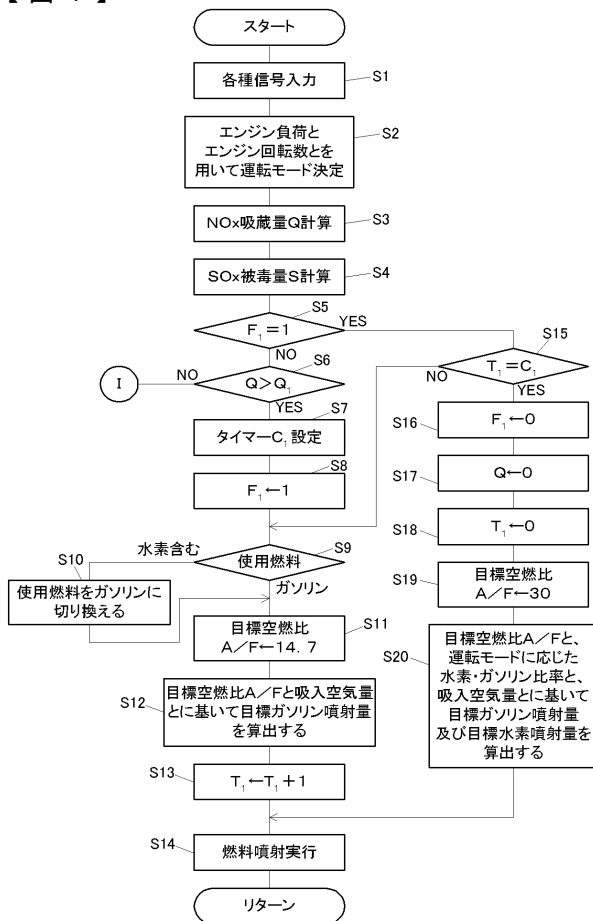 スタート
各種信号入力
S1
エンジン負荷と
エンジン回転数とを
用いて運転モード決定
S2
NOx吸蔵量Q計算
S3
SOx被毒量S計算
S4
S5
F₁=1
YES
NO
S6
Q>Q₁
NO
I
YES
S7
タイマーC₁設定
S8
F₁←1
S9
使用燃料
水素含む
ガソリン
S10
使用燃料をガソリンに
切り換える
S11
目標空燃比
A/F←14.7
S12
目標空燃比A/Fと吸入空気量
とに基いて目標ガソリン噴射量
を算出する
S13
T₁←T₁+1
S14
燃料噴射実行
リターン
S15
T₁=C₁
NO
YES
S16
F₁←0
S17
Q←0
S18
T₁←0
S19
目標空燃比
A/F←30
S20
目標空燃比A/Fと、
運転モードに応じた
水素・ガソリン比率と、
吸入空気量とに基いて
目標ガソリン噴射量
及び目標水素噴射量を
算出する